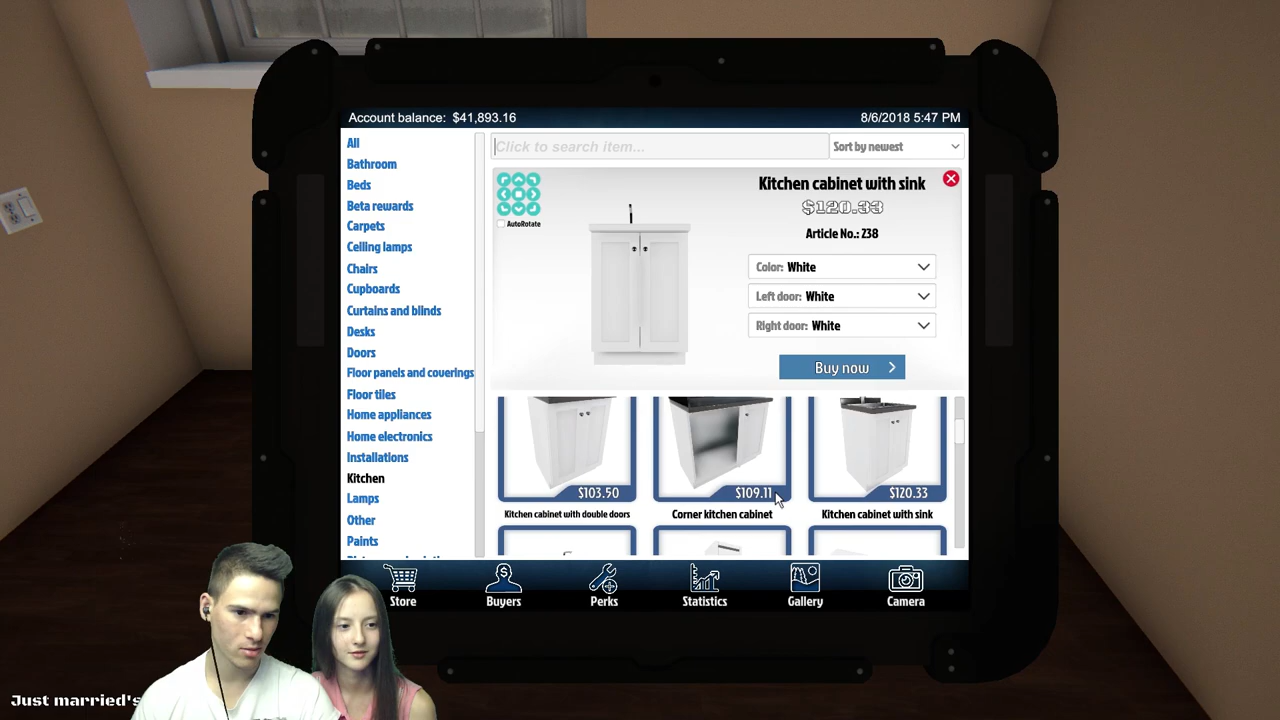 Account balance: $41,893.16
8/6/2018 5:47 PM
All
Bathroom
Beds
Beta rewards
Carpets
Ceiling lamps
Chairs
Cupboards
Curtains and blinds
Desks
Doors
Floor panels and coverings
Floor tiles
Home appliances
Home electronics
Installations
Kitchen
Lamps
Other
Paints
Click to search item...
Sort by newest
AutoRotate
Kitchen cabinet with sink
$120.33
Article No.: 238
Color: White
Left door: White
Right door: White
Buy now
$103.50
$109.11
$120.33
Kitchen cabinet with double doors
Corner kitchen cabinet
Kitchen cabinet with sink
Store
Buyers
Perks
Statistics
Gallery
Camera
Just married's